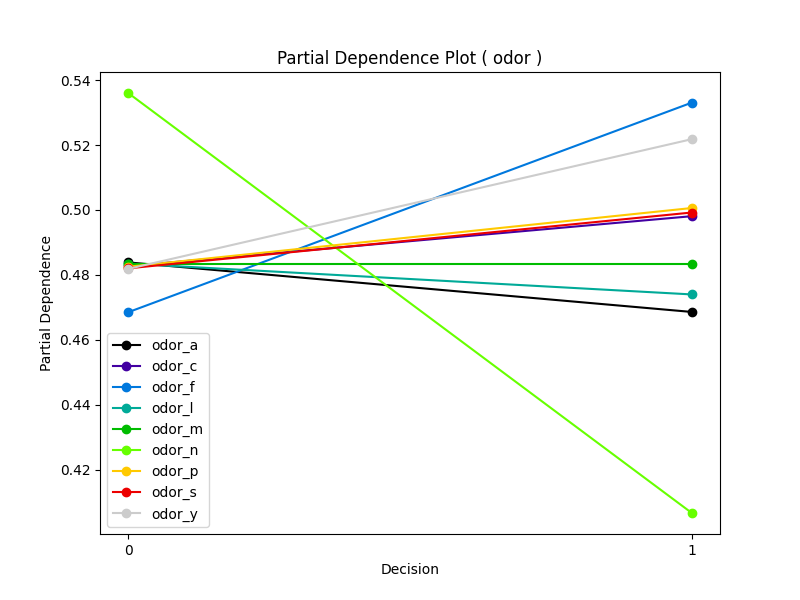 Partial Dependence Plot ( odor )
0.54
0.52
0.50
0.48
0.46
0.44
0.42
Partial Dependence
odor_a
odor_c
odor_f
odor_l
odor_m
odor_n
odor_p
odor_s
odor_y
0 1
Decision